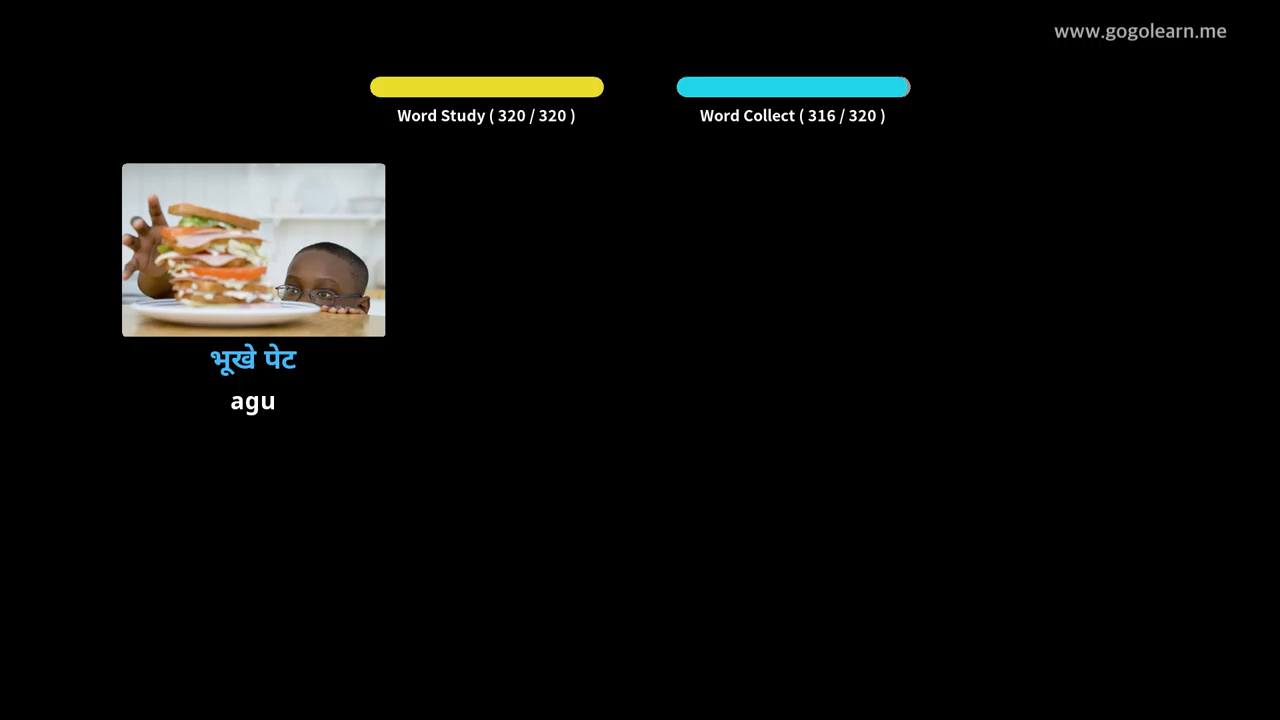 www.gogolearn.me
Word Study ( 320 / 320 )
Word Collect ( 316 / 320 )
भूखे पेट
agu